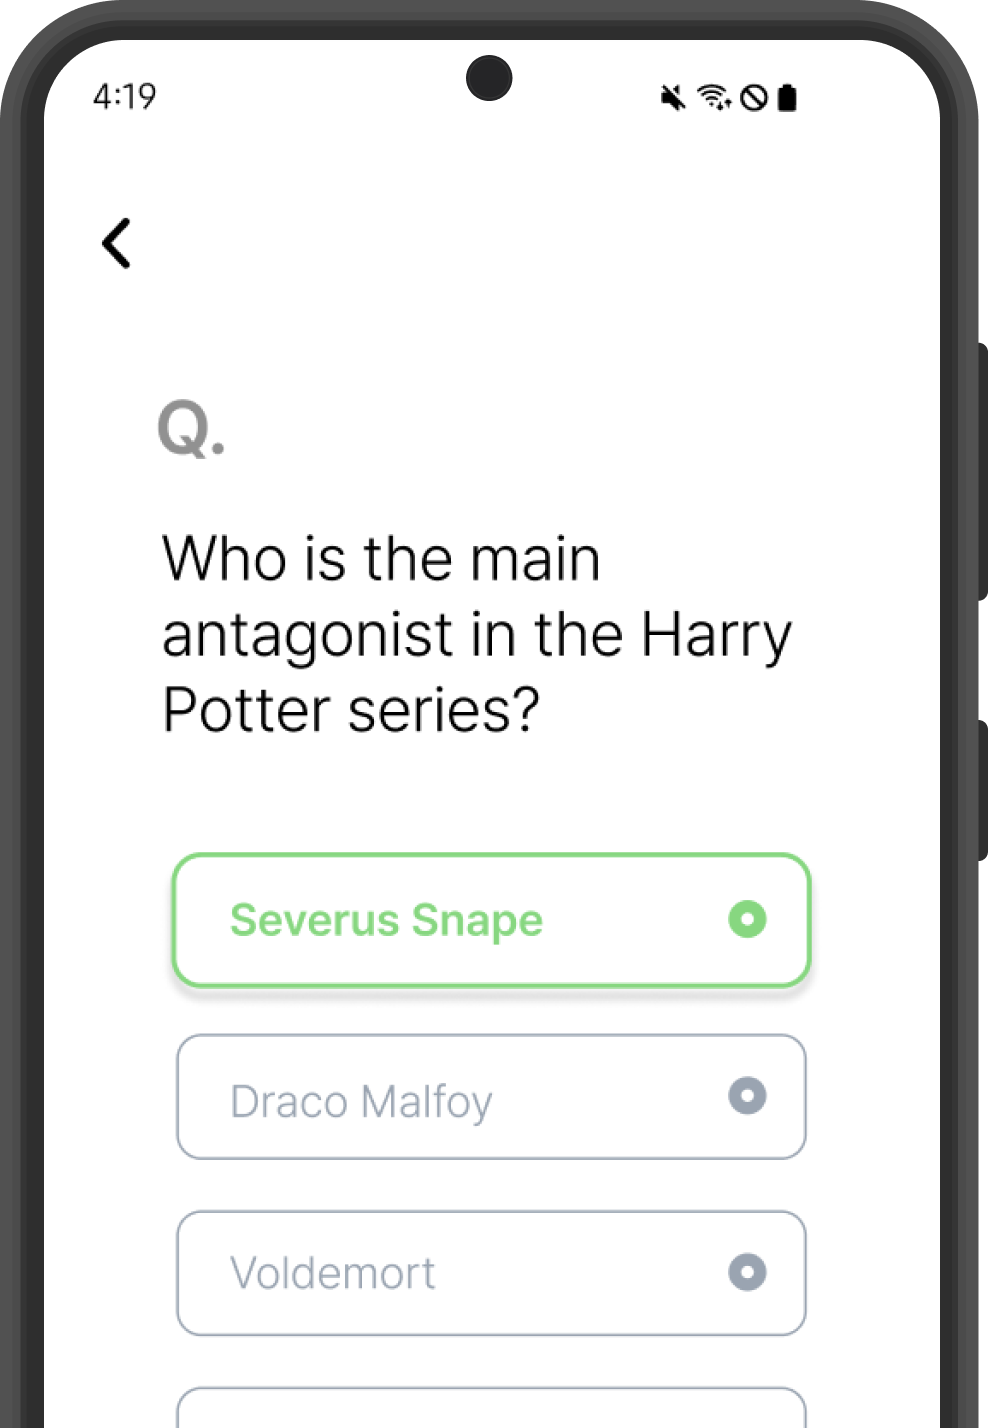 4:19
Q.
Who is the main
antagonist in the Harry
Potter series?
Severus Snape
Draco Malfoy
Voldemort